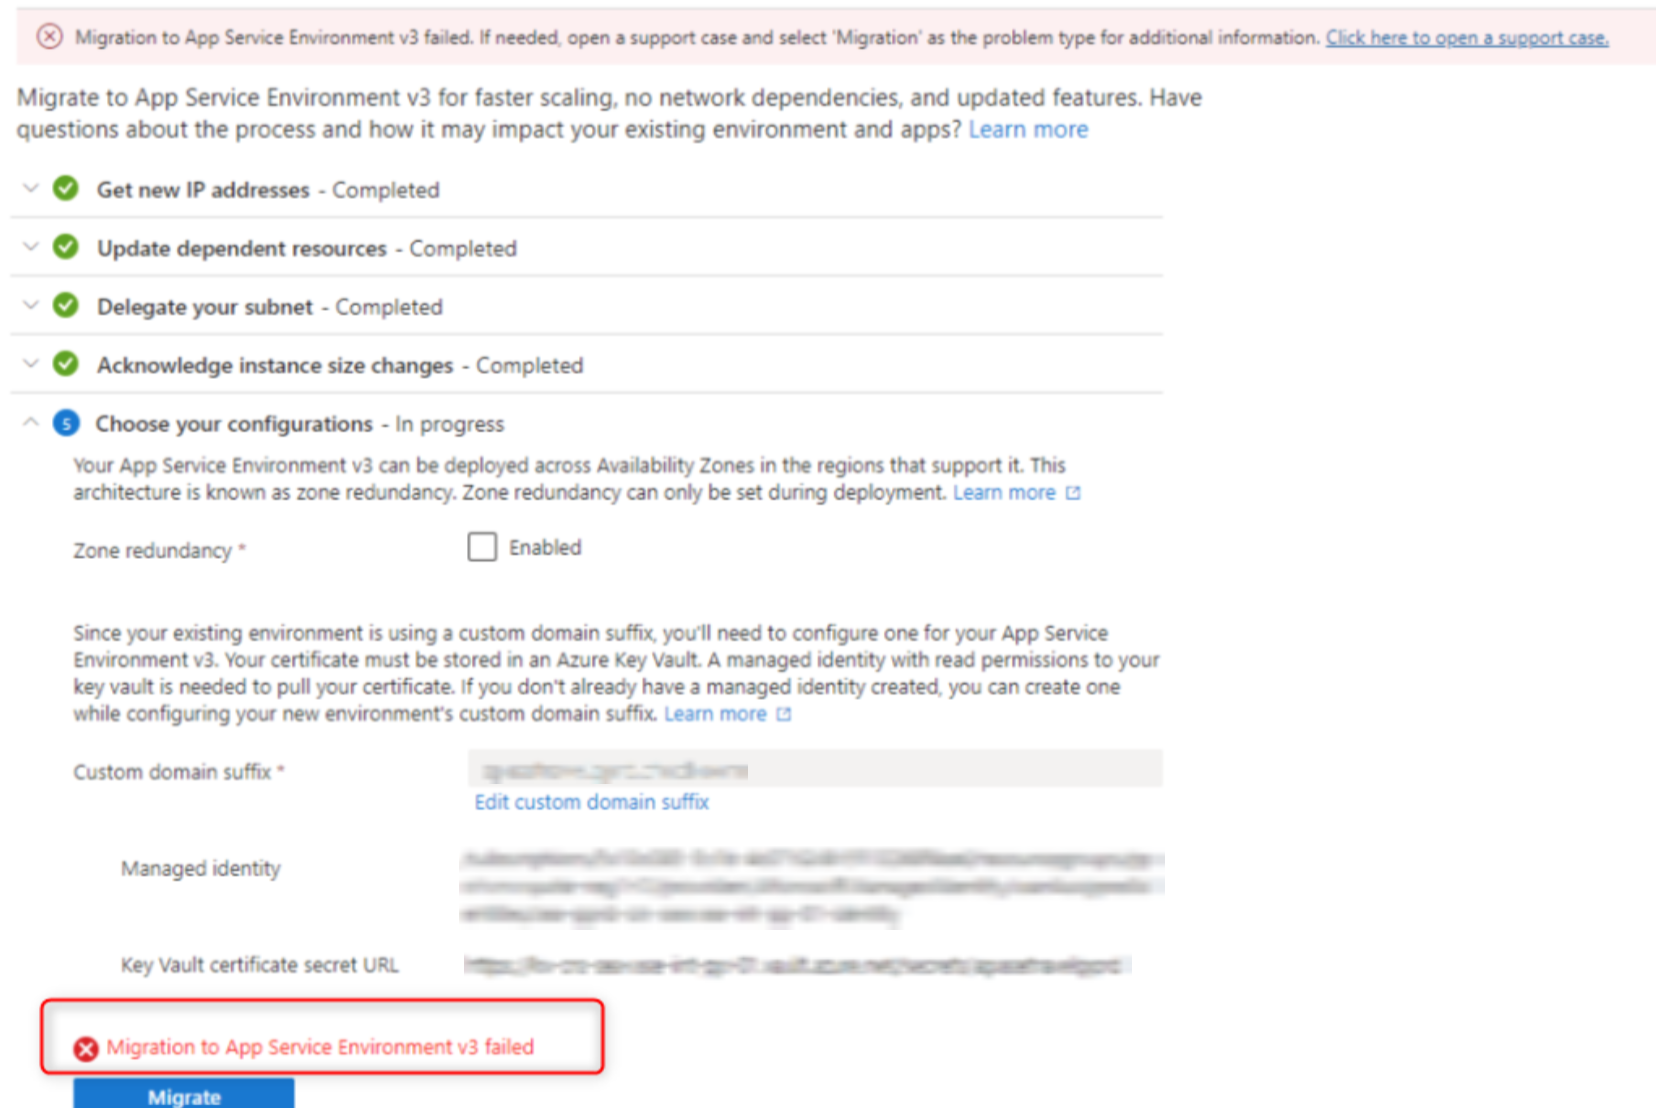 Migration to App Service Environment v3 failed. If needed, open a support case and select 'Migration' as the problem type for additional information. Click here to open a support case.
Migrate to App Service Environment v3 for faster scaling, no network dependencies, and updated features. Have
questions about the process and how it may impact your existing environment and apps? Learn more
Get new IP addresses - Completed
Update dependent resources - Completed
Delegate your subnet - Completed
Acknowledge instance size changes - Completed
5 Choose your configurations - In progress
Your App Service Environment v3 can be deployed across Availability Zones in the regions that support it. This
architecture is known as zone redundancy. Zone redundancy can only be set during deployment. Learn more
Zone redundancy * Enabled
Since your existing environment is using a custom domain suffix, you'll need to configure one for your App Service
Environment v3. Your certificate must be stored in an Azure Key Vault. A managed identity with read permissions to your
key vault is needed to pull your certificate. If you don't already have a managed identity created, you can create one
while configuring your new environment's custom domain suffix. Learn more
Custom domain suffix *
Edit custom domain suffix
Managed identity
Key Vault certificate secret URL
Migration to App Service Environment v3 failed
Migrate